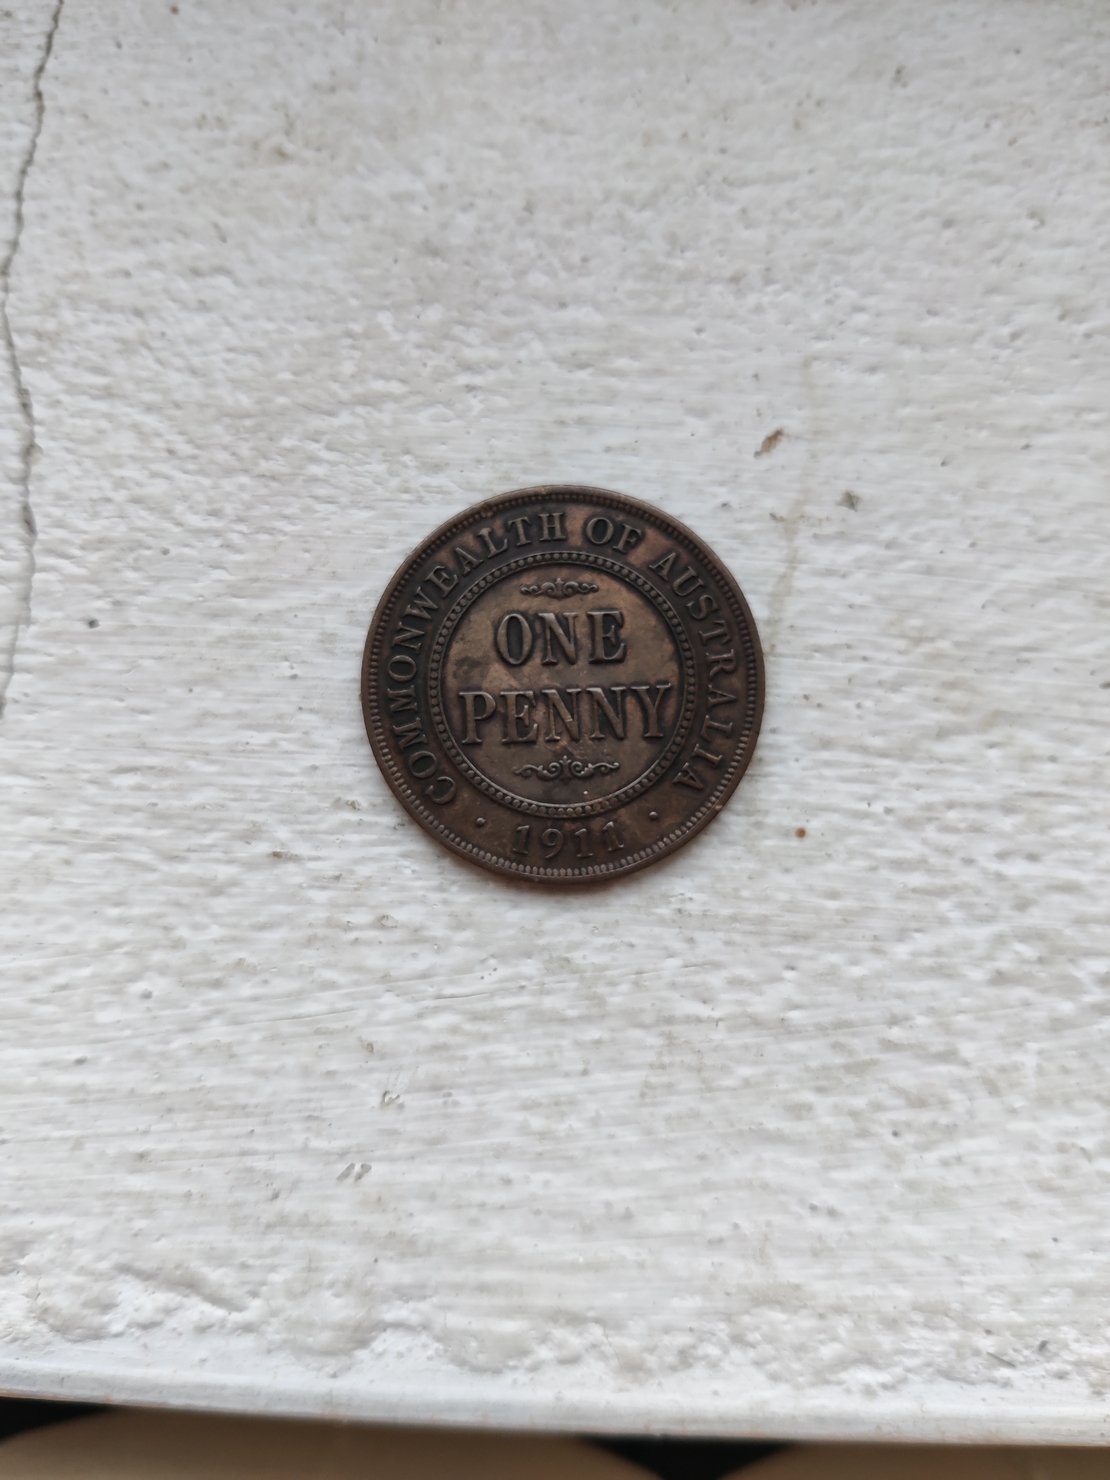 COMMONWEALTH OF AUSTRALIA
ONE
PENNY
· 1911 ·